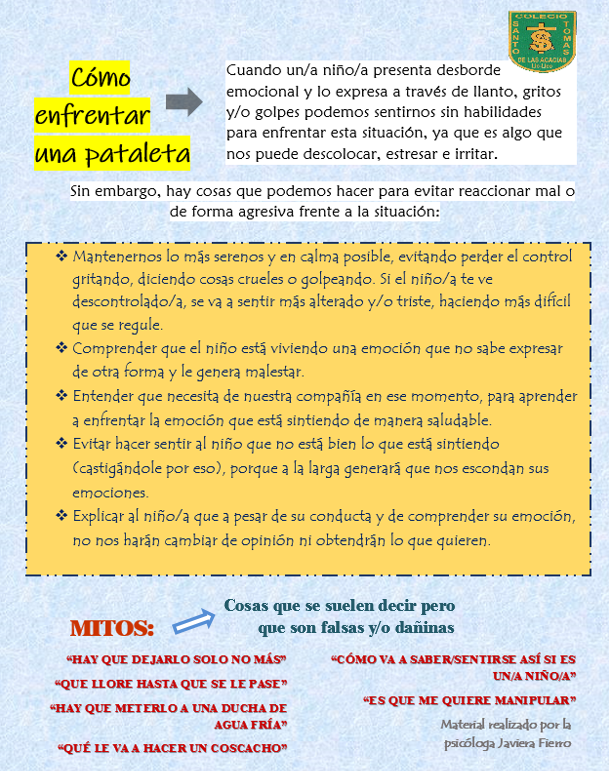 COLEGIO
SANTO
TOMAS
DE LAS ACACIAS
Cómo
enfrentar
una pataleta
Cuando un/a niño/a presenta desborde
emocional y lo expresa a través de llanto, gritos
y/o golpes podemos sentirnos sin habilidades
para enfrentar esta situación, ya que es algo que
nos puede descolocar, estresar e irritar.
Sin embargo, hay cosas que podemos hacer para evitar reaccionar mal o
de forma agresiva frente a la situación:
❖ Mantenernos lo más serenos y en calma posible, evitando perder el control
gritando, diciendo cosas crueles o golpeando. Si el niño/a te ve
descontrolado/a, se va a sentir más alterado y/o triste, haciendo más difícil
que se regule.
❖ Comprender que el niño está viviendo una emoción que no sabe expresar
de otra forma y le genera malestar.
❖ Entender que necesita de nuestra compañía en ese momento, para aprender
a enfrentar la emoción que está sintiendo de manera saludable.
❖ Evitar hacer sentir al niño que no está bien lo que está sintiendo
(castigándole por eso), porque a la larga generará que nos escondan sus
emociones.
❖ Explicar al niño/a que a pesar de su conducta y de comprender su emoción,
no nos harán cambiar de opinión ni obtendrán lo que quieren.
MITOS:
Cosas que se suelen decir pero
que son falsas y/o dañinas
“HAY QUE DEJARLO SOLO NO MÁS”
“QUE LLORE HASTA QUE SE LE PASE”
“HAY QUE METERLO A UNA DUCHA DE
AGUA FRÍA”
“QUÉ LE VA A HACER UN COSCACHO”
“CÓMO VA A SABER/SENTIRSE ASÍ SI ES
UN/A NIÑO/A”
“ES QUE ME QUIERE MANIPULAR”
Material realizado por la
psicóloga Javiera Fierro